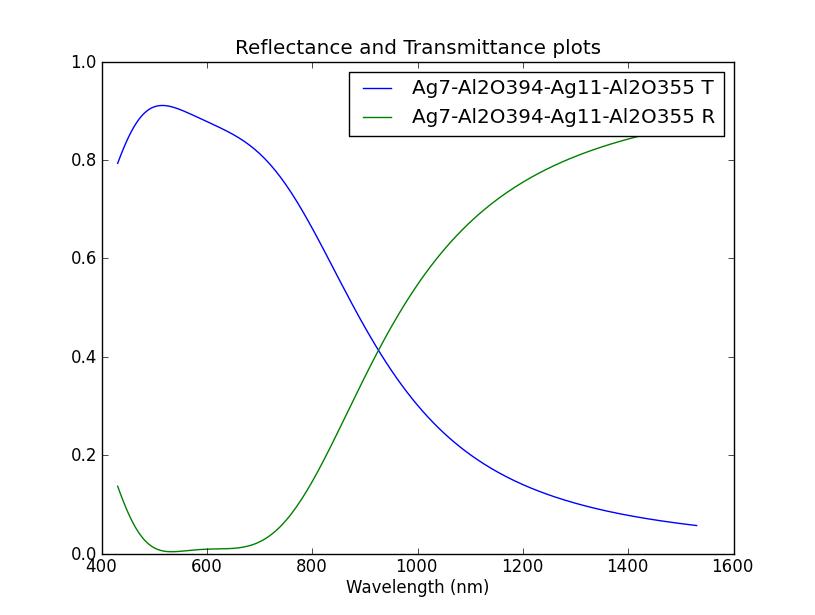 Reflectance and Transmittance plots
Ag7-Al2O394-Ag11-Al2O355 T
Ag7-Al2O394-Ag11-Al2O355 R
1.0
0.8
0.6
0.4
0.2
0.0
400 600 800 1000 1200 1400 1600
Wavelength (nm)